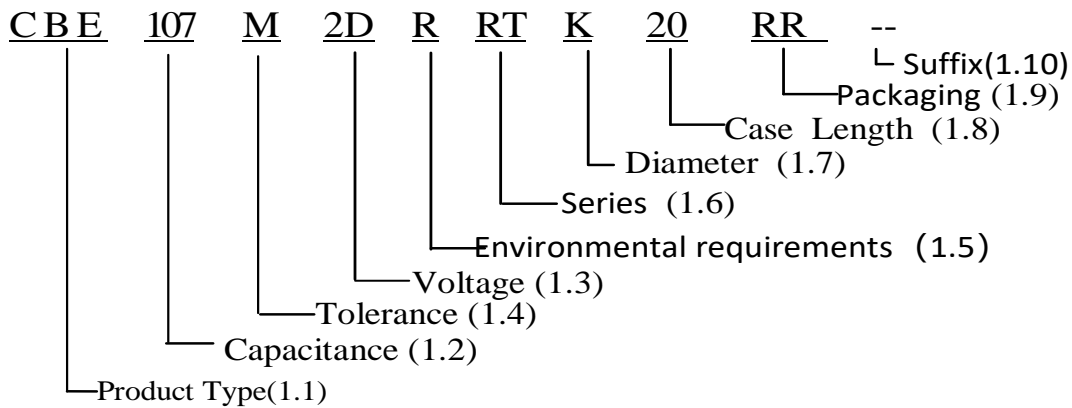 CBE 107 M 2D R RT K 20 RR --
Suffix(1.10)
Packaging (1.9)
Case Length (1.8)
Diameter (1.7)
Series (1.6)
Environmental requirements (1.5)
Voltage (1.3)
Tolerance (1.4)
Capacitance (1.2)
Product Type(1.1)